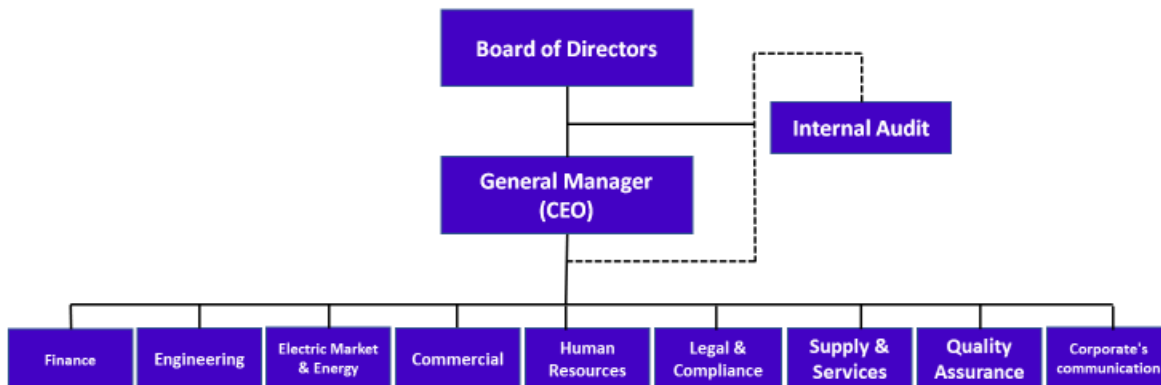 Board of Directors
Internal Audit
General Manager
(CEO)
Finance
Engineering
Electric Market
& Energy
Commercial
Human
Resources
Legal &
Compliance
Supply &
Services
Quality
Assurance
Corporate's
communication